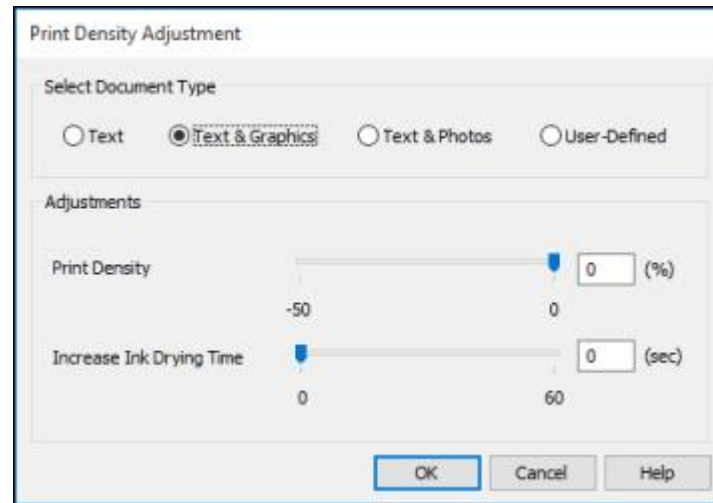 Print Density Adjustment
Select Document Type
Text Text & Graphics Text & Photos User-Defined
Adjustments
Print Density 0 (%)
-50 0
Increase Ink Drying Time 0 (sec)
0 60
OK Cancel Help